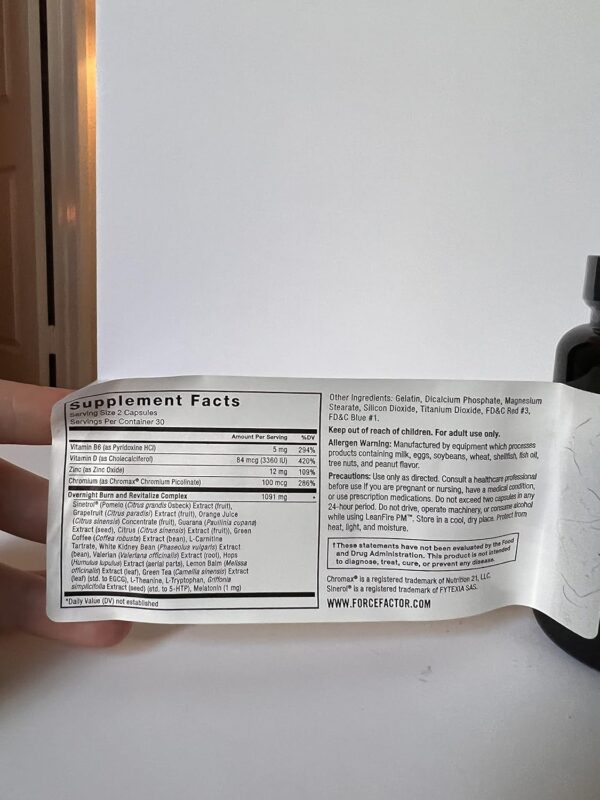 Supplement Facts
Serving Size 2 Capsules
Servings Per Container 30
Amount Per Serving %DV
Vitamin B6 (as Pyridoxine HCl) 5 mg 294%
Vitamin D (as Cholecalciferol) 84 mcg (3360 IU) 420%
Zinc (as Zinc Oxide) 12 mg 109%
Chromium (as Chromax® Chromium Picolinate) 100 mcg 286%
Overnight Burn and Revitalize Complex 1091 mg *
Sinetrol® (Pomelo (Citrus grandis Osbeck) Extract (fruit),
Grapefruit (Citrus paradisi) Extract (fruit), Orange Juice
(Citrus sinensis) Concentrate (fruit), Guarana (Paullinia cupana)
Extract (seed), Citrus (Citrus sinensis) Extract (fruit)), Green
Coffee (Coffea robusta) Extract (bean), L-Carnitine
Tartrate, White Kidney Bean (Phaseolus vulgaris) Extract
(bean), Valerian (Valeriana officinalis) Extract (root), Hops
(Humulus lupulus) Extract (aerial parts), Lemon Balm (Melissa
officinalis) Extract (leaf), Green Tea (Camellia sinensis) Extract
(leaf) (std. to EGCG), L-Theanine, L-Tryptophan, Griffonia
simplicifolia Extract (seed) (std. to 5-HTP), Melatonin (1 mg)
*Daily Value (DV) not established
Other Ingredients: Gelatin, Dicalcium Phosphate, Magnesium
Stearate, Silicon Dioxide, Titanium Dioxide, FD&C Red #3,
FD&C Blue #1.
Keep out of reach of children. For adult use only.
Allergen Warning: Manufactured by equipment which processes
products containing milk, eggs, soybeans, wheat, shellfish, fish oil,
tree nuts, and peanut flavor.
Precautions: Use only as directed. Consult a healthcare professional
before use if you are pregnant or nursing, have a medical condition,
or use prescription medications. Do not exceed two capsules in any
24-hour period. Do not drive, operate machinery, or consume alcohol
while using LeanFire PM™. Store in a cool, dry place. Protect from
heat, light, and moisture.
†These statements have not been evaluated by the Food
and Drug Administration. This product is not intended
to diagnose, treat, cure, or prevent any disease.
Chromax® is a registered trademark of Nutrition 21, LLC.
Sinerol® is a registered trademark of FYTEXIA SAS.
WWW.FORCEFACTOR.COM